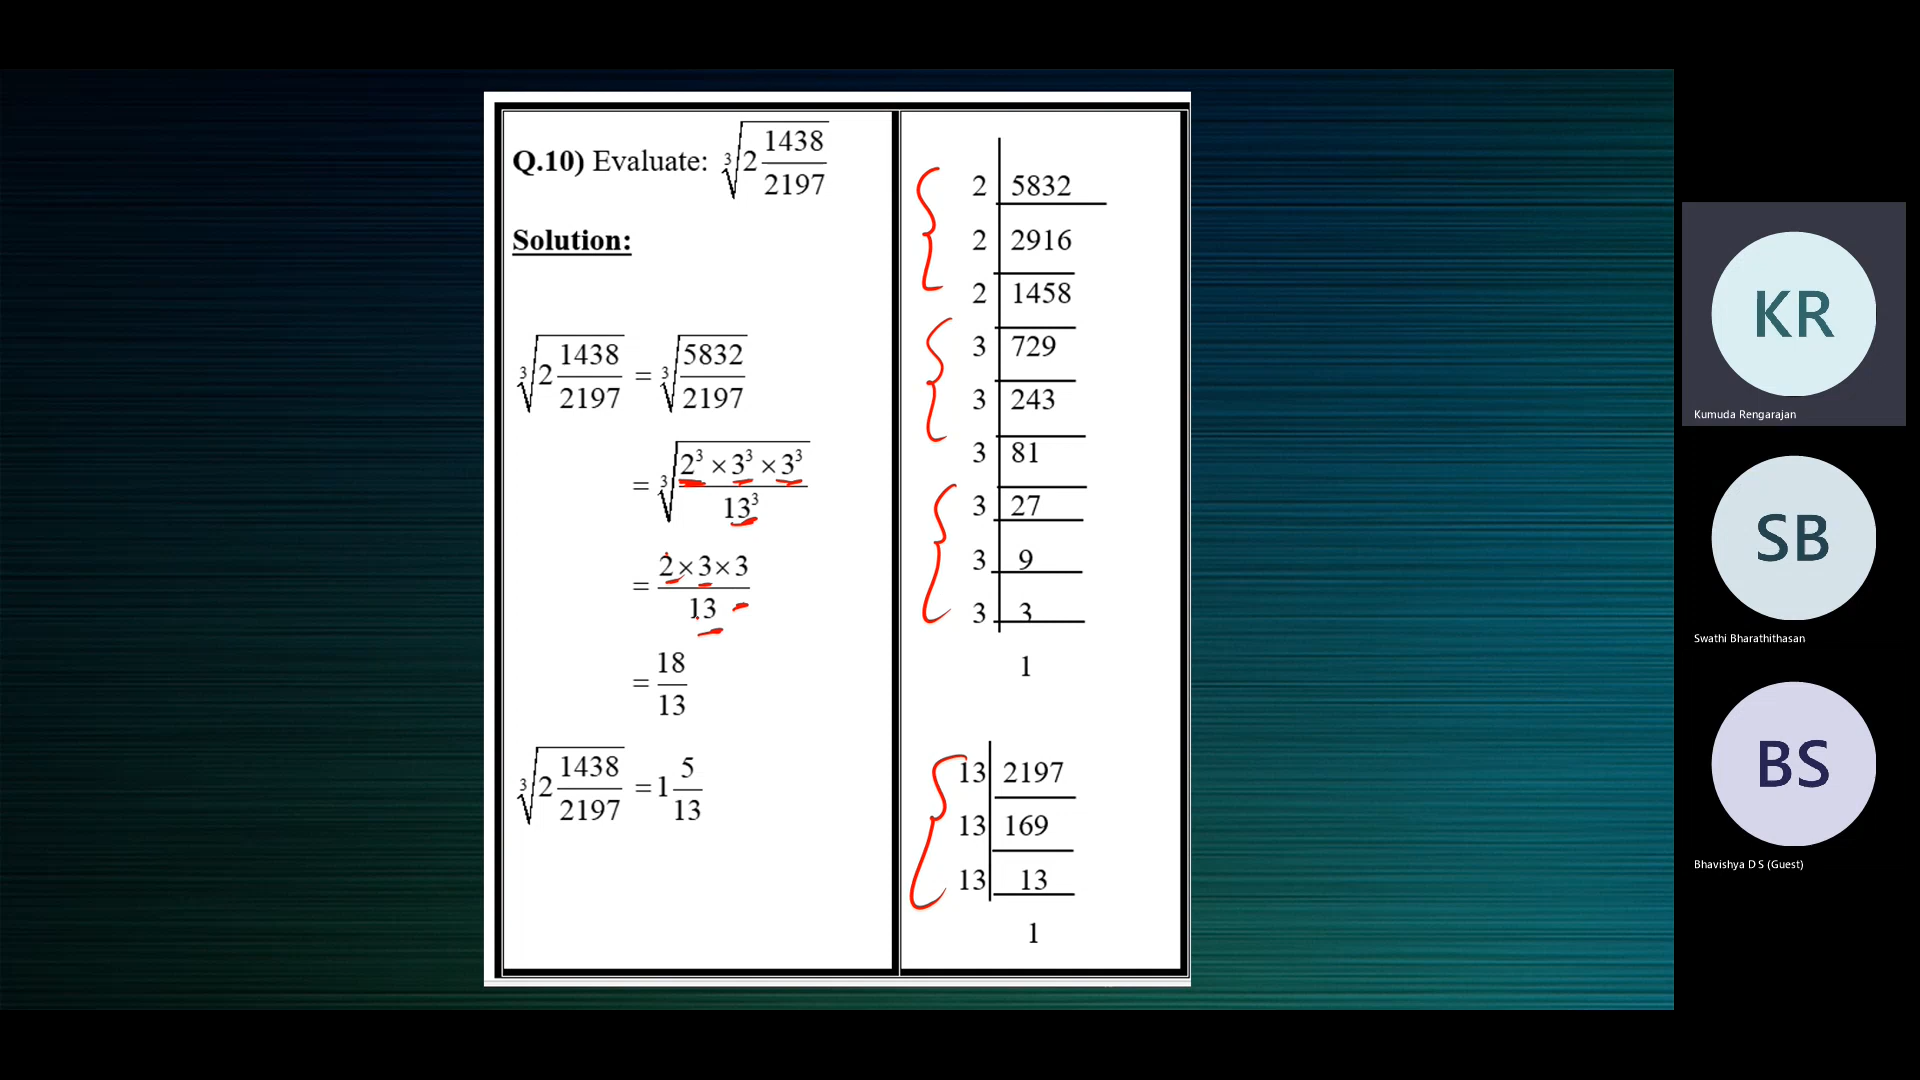 Q.10) Evaluate: ∛(2 1438/2197)
Solution:
∛(2 1438/2197) = ∛(5832/2197)
= ∛((2³ × 3³ × 3³)/13³)
= (2 × 3 × 3)/13
= 18/13
∛(2 1438/2197) = 1 5/13
2 5832
2 2916
2 1458
3 729
3 243
3 81
3 27
3 9
3 3
1
13 2197
13 169
13 13
1
KR
Kumuda Rengarajan
SB
Swathi Bharathithasan
BS
Bhavishya D S (Guest)